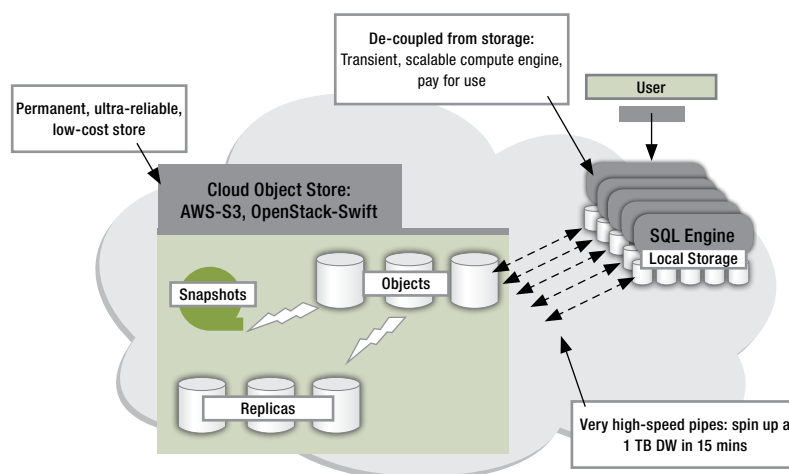 De-coupled from storage:
Transient, scalable compute engine,
pay for use
User
Permanent, ultra-reliable,
low-cost store
Cloud Object Store:
AWS-S3, OpenStack-Swift
SQL Engine
Local Storage
Snapshots
Objects
Replicas
Very high-speed pipes: spin up a
1 TB DW in 15 mins